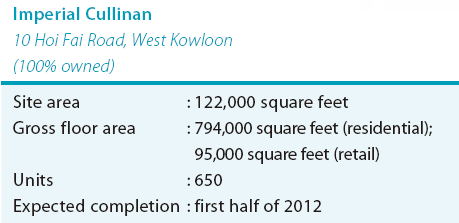 Imperial Cullinan
10 Hoi Fai Road, West Kowloon
(100% owned)
Site area : 122,000 square feet
Gross floor area : 794,000 square feet (residential);
95,000 square feet (retail)
Units : 650
Expected completion : first half of 2012